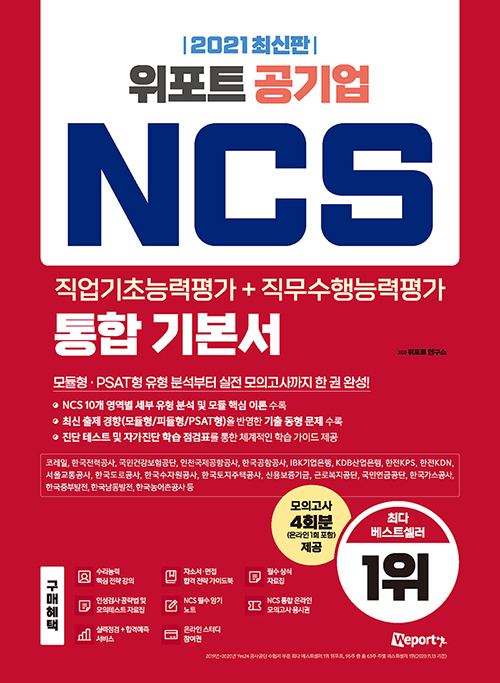 | 2021 최신판 |
위포트 공기업
NCS
직업기초능력평가 + 직무수행능력평가
통합 기본서
저자 위포트 연구소
모듈형 · PSAT형 유형 분석부터 실전 모의고사까지 한 권 완성!
NCS 10개 영역별 세부 유형 분석 및 모듈 핵심 이론 수록
최신 출제 경향(모듈형/피듈형/PSAT형)을 반영한 기출 동형 문제 수록
진단 테스트 및 자가진단 학습 점검표를 통한 체계적인 학습 가이드 제공
코레일, 한국전력공사, 국민건강보험공단, 인천국제공항공사, 한국공항공사, IBK기업은행, KDB산업은행, 한전KPS, 한전KDN,
서울교통공사, 한국도로공사, 한국수자원공사, 한국토지주택공사, 신용보증기금, 근로복지공단, 국민연금공단, 한국가스공사,
한국중부발전, 한국남동발전, 한국농어촌공사 등
모의고사
4회분
(온라인 1회 포함)
제공
최다
베스트셀러
1위
구매혜택
수리능력
핵심 전략 강의
자소서·면접
합격 전략 가이드북
필수 상식
자료집
인성검사 공략법 및
모의테스트 자료집
NCS 필수 암기
노트
NCS 통합 온라인
모의고사 응시권
실력점검 + 합격예측
서비스
온라인 스터디
참여권
Weport